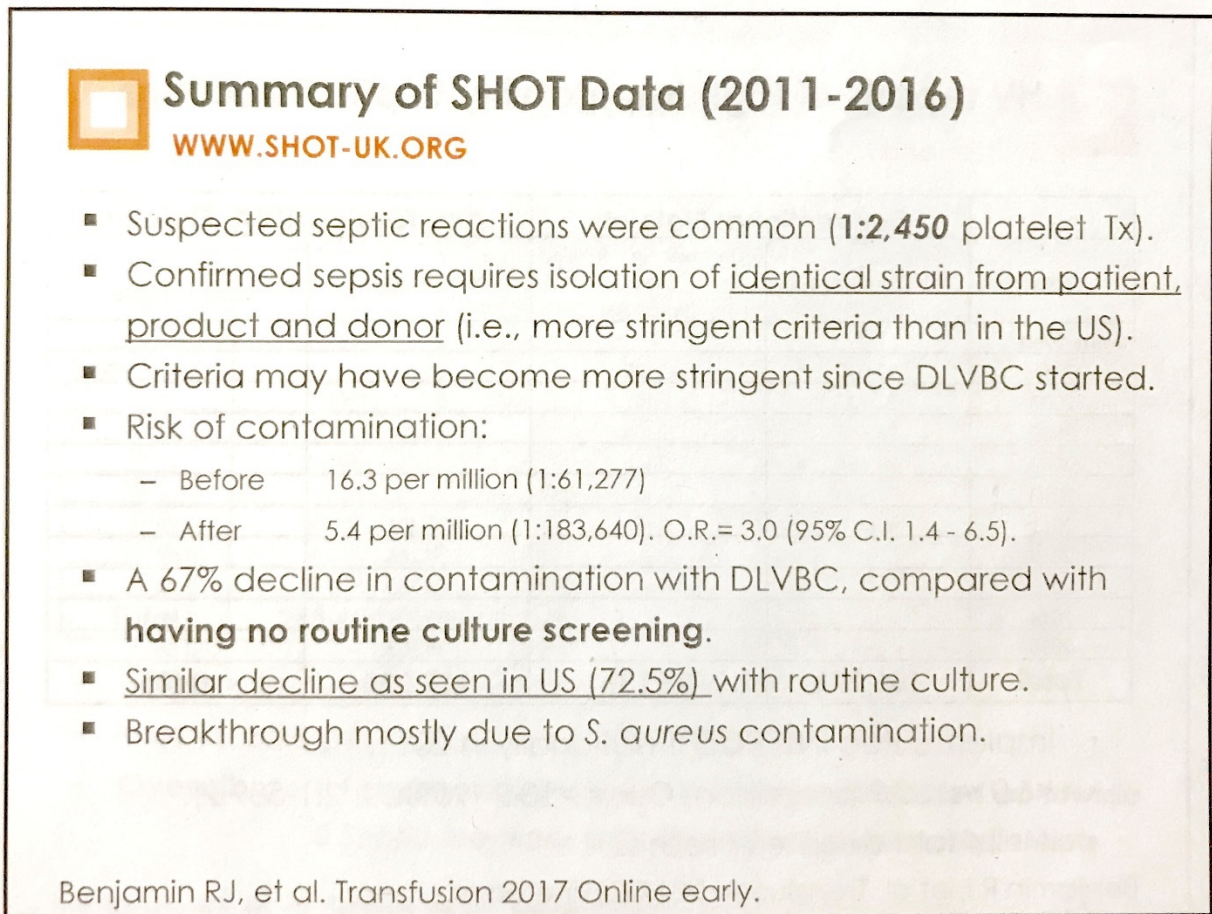 Summary of SHOT Data (2011-2016)
WWW.SHOT-UK.ORG
▪ Suspected septic reactions were common (1:2,450 platelet Tx).
▪ Confirmed sepsis requires isolation of identical strain from patient,
product and donor (i.e., more stringent criteria than in the US).
▪ Criteria may have become more stringent since DLVBC started.
▪ Risk of contamination:
– Before 16.3 per million (1:61,277)
– After 5.4 per million (1:183,640). O.R.= 3.0 (95% C.I. 1.4 - 6.5).
▪ A 67% decline in contamination with DLVBC, compared with
having no routine culture screening.
▪ Similar decline as seen in US (72.5%) with routine culture.
▪ Breakthrough mostly due to S. aureus contamination.
Benjamin RJ, et al. Transfusion 2017 Online early.